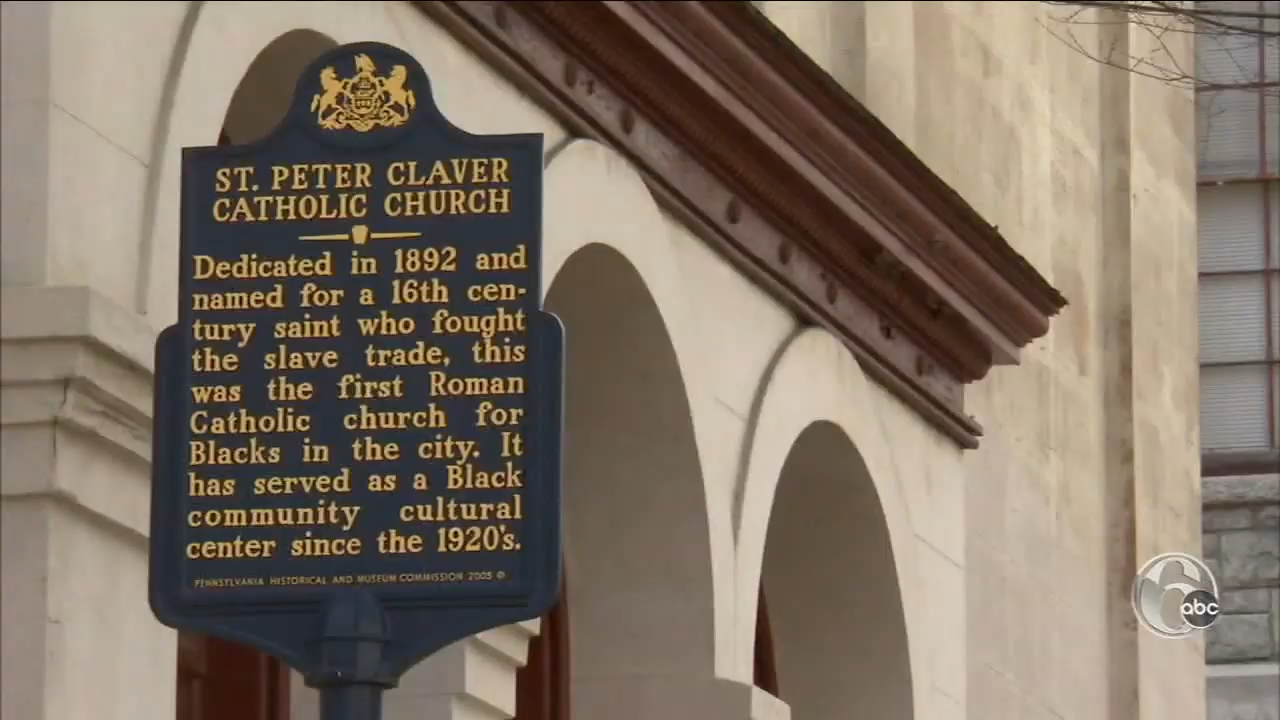 ST. PETER CLAVER
CATHOLIC CHURCH
Dedicated in 1892 and
named for a 16th cen-
tury saint who fought
the slave trade, this
was the first Roman
Catholic church for
Blacks in the city. It
has served as a Black
community cultural
center since the 1920's.
PENNSYLVANIA HISTORICAL AND MUSEUM COMMISSION 2005 ©
6
abc